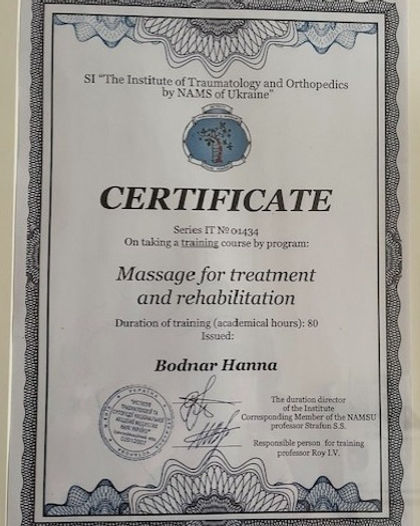 SI "The Institute of Traumatology and Orthopedics
by NAMS of Ukraine"
CERTIFICATE
Series IT № 01434
On taking a training course by program:
Massage for treatment
and rehabilitation
Duration of training (academical hours): 80
Issued:
Bodnar Hanna
The duration director
of the Institute
Corresponding Member of the NAMSU
professor Strafun S.S.
Responsible person for training
professor Roy I.V.